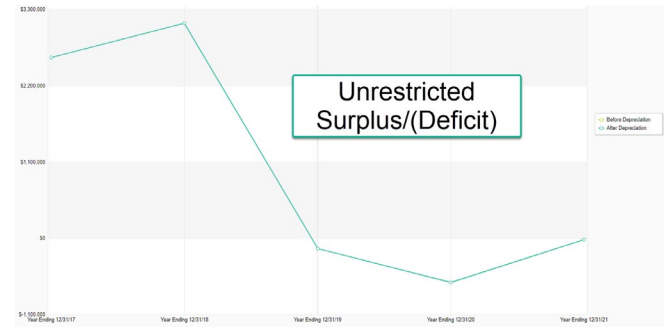 $3,300,000
$2,200,000
Unrestricted
Surplus/(Deficit)
Before Depreciation
After Depreciation
$1,100,000
$0
$-1,100,000
Year Ending 12/31/17
Year Ending 12/31/18
Year Ending 12/31/19
Year Ending 12/31/20
Year Ending 12/31/21